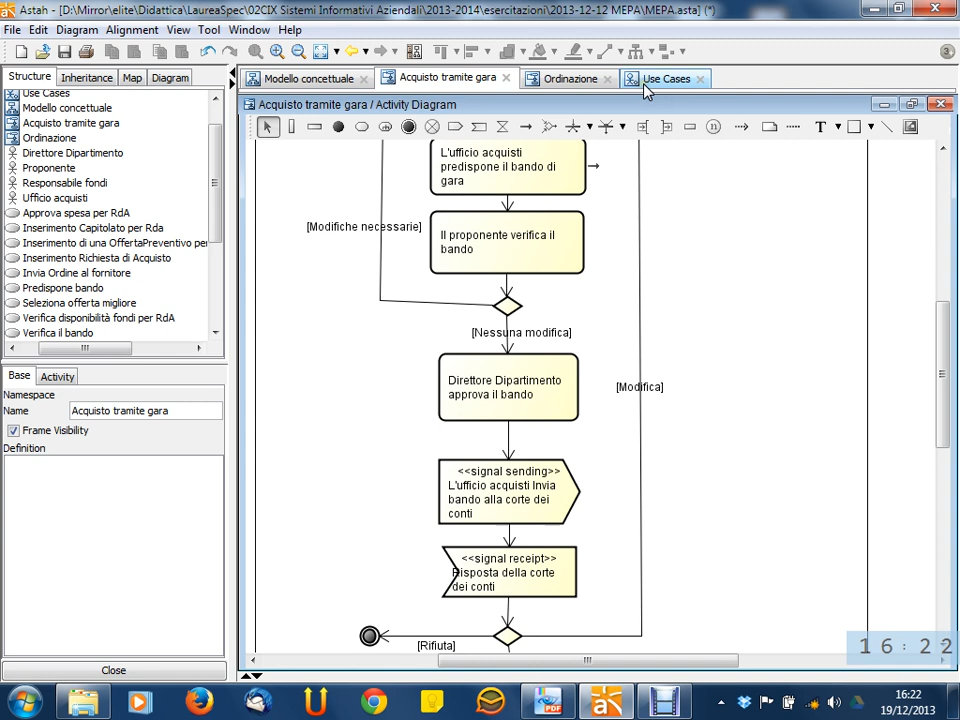 Astah - [D:\Mirror\elite\Didattica\LaureaSpec\02CIX Sistemi Informativi Aziendali\2013-2014\esercitazioni\2013-12-12 MEPA\MEPA.asta] (*)
File Edit Diagram Alignment View Tool Window Help
3
Structure Inheritance Map Diagram
Modello concettuale Acquisto tramite gara Ordinazione Use Cases
Acquisto tramite gara / Activity Diagram
T
Use Cases
Modello concettuale
Acquisto tramite gara
Ordinazione
Direttore Dipartimento
Proponente
Responsabile fondi
Ufficio acquisti
Approva spesa per RdA
Inserimento Capitolato per RdA
Inserimento di una OffertaPreventivo per
Inserimento Richiesta di Acquisto
Invia Ordine al fornitore
Predispone bando
Seleziona offerta migliore
Verifica disponibilità fondi per RdA
Verifica il bando
Base Activity
Namespace
Name Acquisto tramite gara
Frame Visibility
Definition
Close
L'ufficio acquisti
predispone il bando di
gara
[Modifiche necessarie]
Il proponente verifica il
bando
[Nessuna modifica]
Direttore Dipartimento
approva il bando
[Modifica]
<<signal sending>>
L'ufficio acquisti Invia
bando alla corte dei
conti
<<signal receipt>>
Risposta della corte
dei conti
[Rifiuta]
16:22
PDF
16:22
19/12/2013